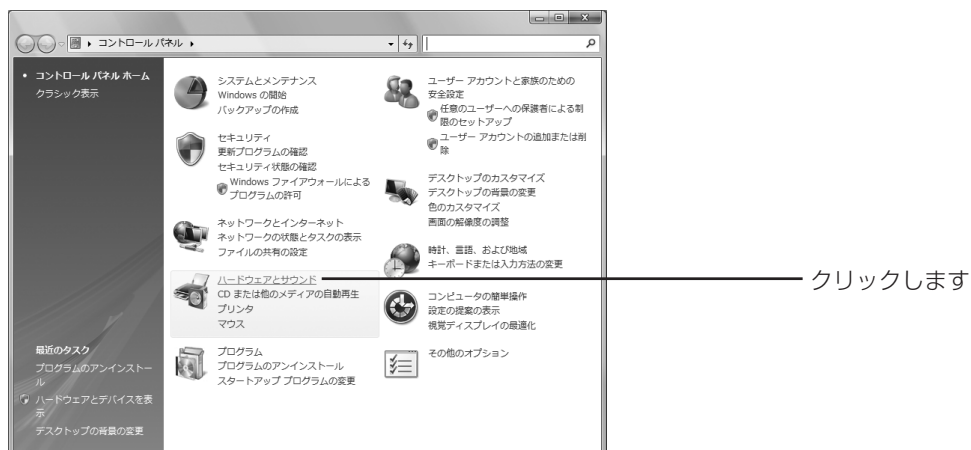 コントロール パネル
コントロール パネル ホーム
クラシック表示
最近のタスク
プログラムのアンインストー
ル
ハードウェアとデバイスを表
示
デスクトップの背景の変更
システムとメンテナンス
Windows の開始
バックアップの作成
セキュリティ
更新プログラムの確認
セキュリティ状態の確認
Windows ファイアウォールによる
プログラムの許可
ネットワークとインターネット
ネットワークの状態とタスクの表示
ファイルの共有の設定
ハードウェアとサウンド
CD または他のメディアの自動再生
プリンタ
マウス
プログラム
プログラムのアンインストール
スタートアップ プログラムの変更
ユーザー アカウントと家族のための
安全設定
任意のユーザーへの保護者による制
限のセットアップ
ユーザー アカウントの追加または削
除
デスクトップのカスタマイズ
デスクトップの背景の変更
色のカスタマイズ
画面の解像度の調整
時計、言語、および地域
キーボードまたは入力方法の変更
コンピュータの簡単操作
設定の提案の表示
視覚ディスプレイの最適化
その他のオプション
クリックします